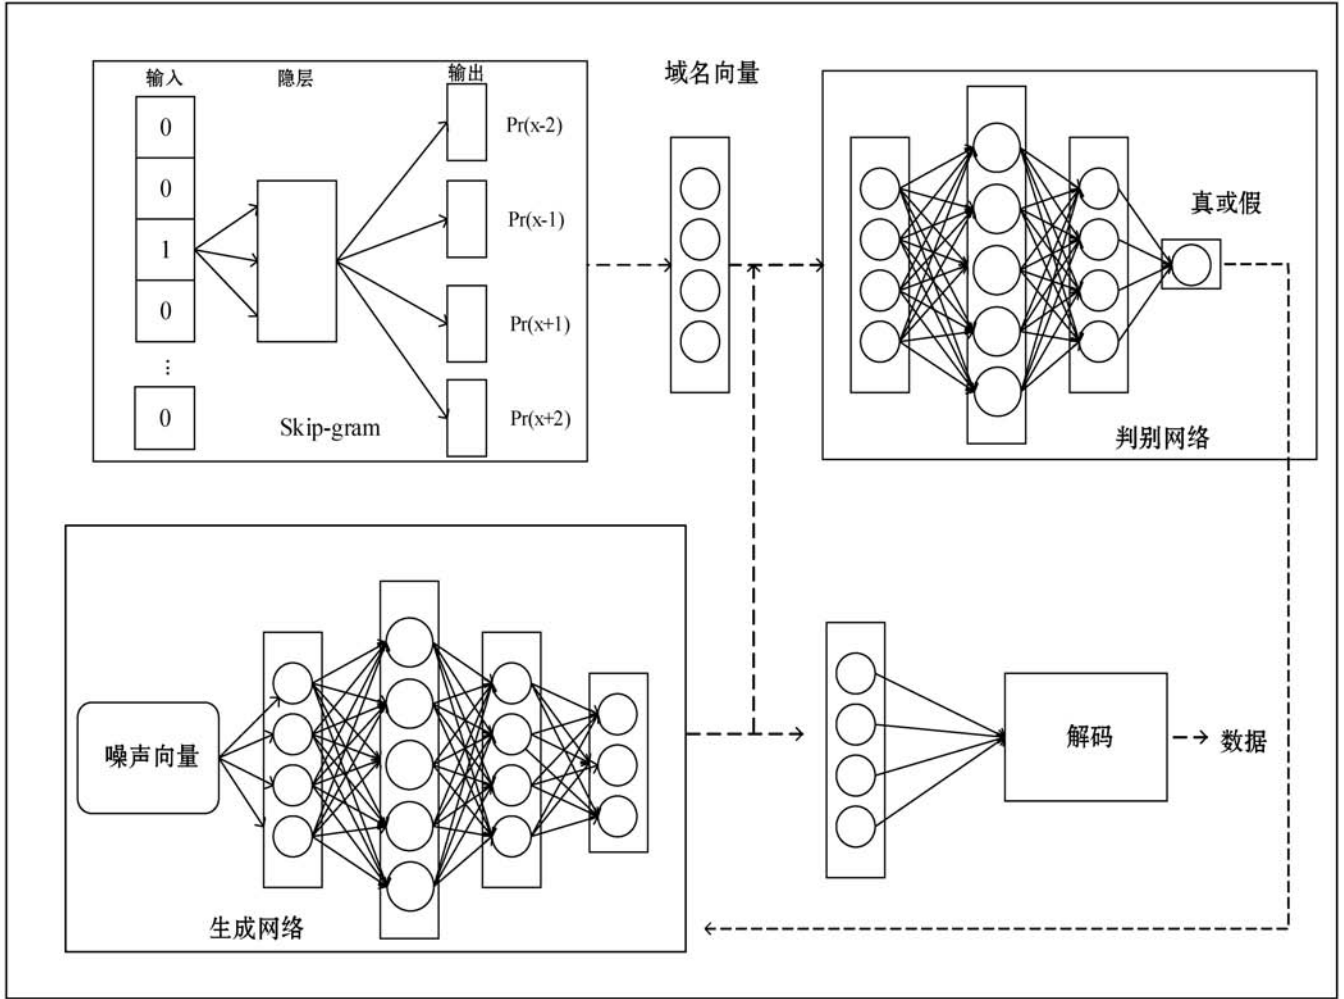 输入
隐层
输出
0
0
1
0
...
0
Pr(x-2)
Pr(x-1)
Pr(x+1)
Pr(x+2)
Skip-gram
域名向量
真或假
判别网络
噪声向量
生成网络
解码
数据